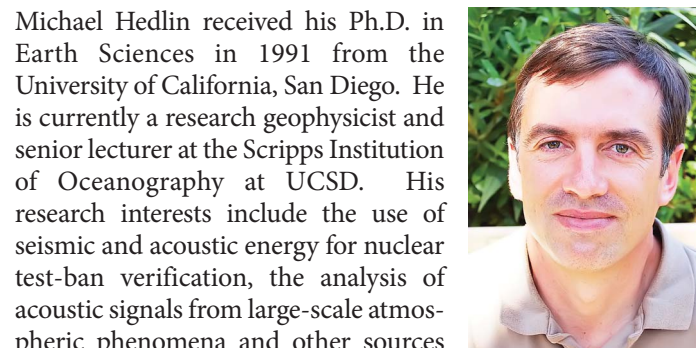 Michael Hedlin received his Ph.D. in
Earth Sciences in 1991 from the
University of California, San Diego. He
is currently a research geophysicist and
senior lecturer at the Scripps Institution
of Oceanography at UCSD. His
research interests include the use of
seismic and acoustic energy for nuclear
test-ban verification, the analysis of
acoustic signals from large-scale atmos-
pheric phenomena and other sources